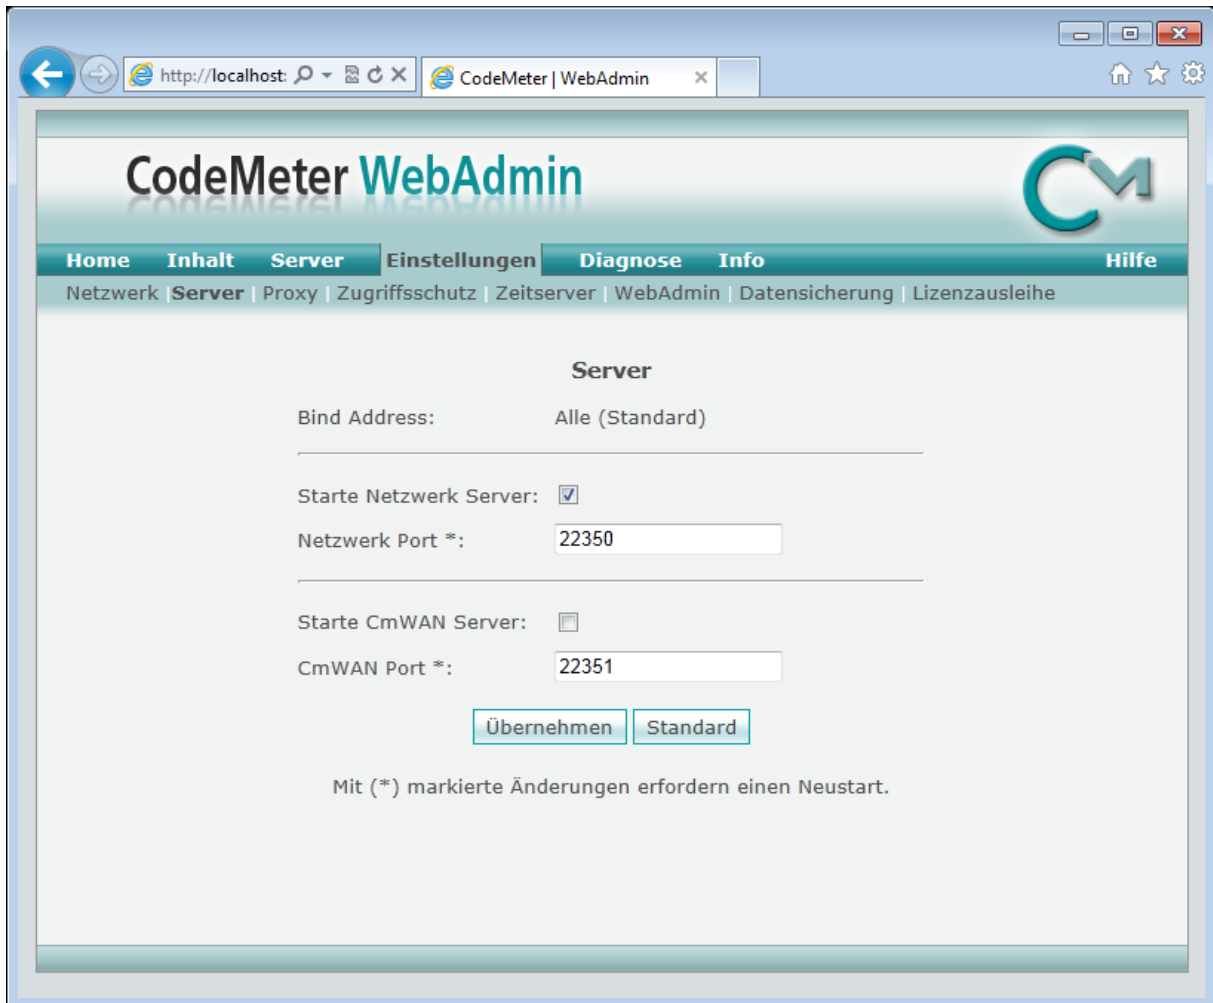 http://localhost:
CodeMeter | WebAdmin
CodeMeter WebAdmin
CM
Home Inhalt Server Einstellungen Diagnose Info Hilfe
Netzwerk | Server | Proxy | Zugriffsschutz | Zeitserver | WebAdmin | Datensicherung | Lizenzausleihe
Server
Bind Address: Alle (Standard)
Starte Netzwerk Server:
Netzwerk Port *: 22350
Starte CmWAN Server:
CmWAN Port *: 22351
Übernehmen Standard
Mit (*) markierte Änderungen erfordern einen Neustart.